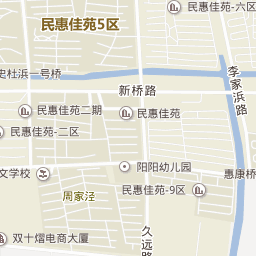 民惠佳苑-六区
民惠佳苑5区
史杜浜一号桥
新桥路
李家浜路
民惠佳苑二期
民惠佳苑
民惠佳苑-二区
阳阳幼儿园
惠康桥
文学校
民惠佳苑-9区
周家泾
久远路
双十熠电商大厦